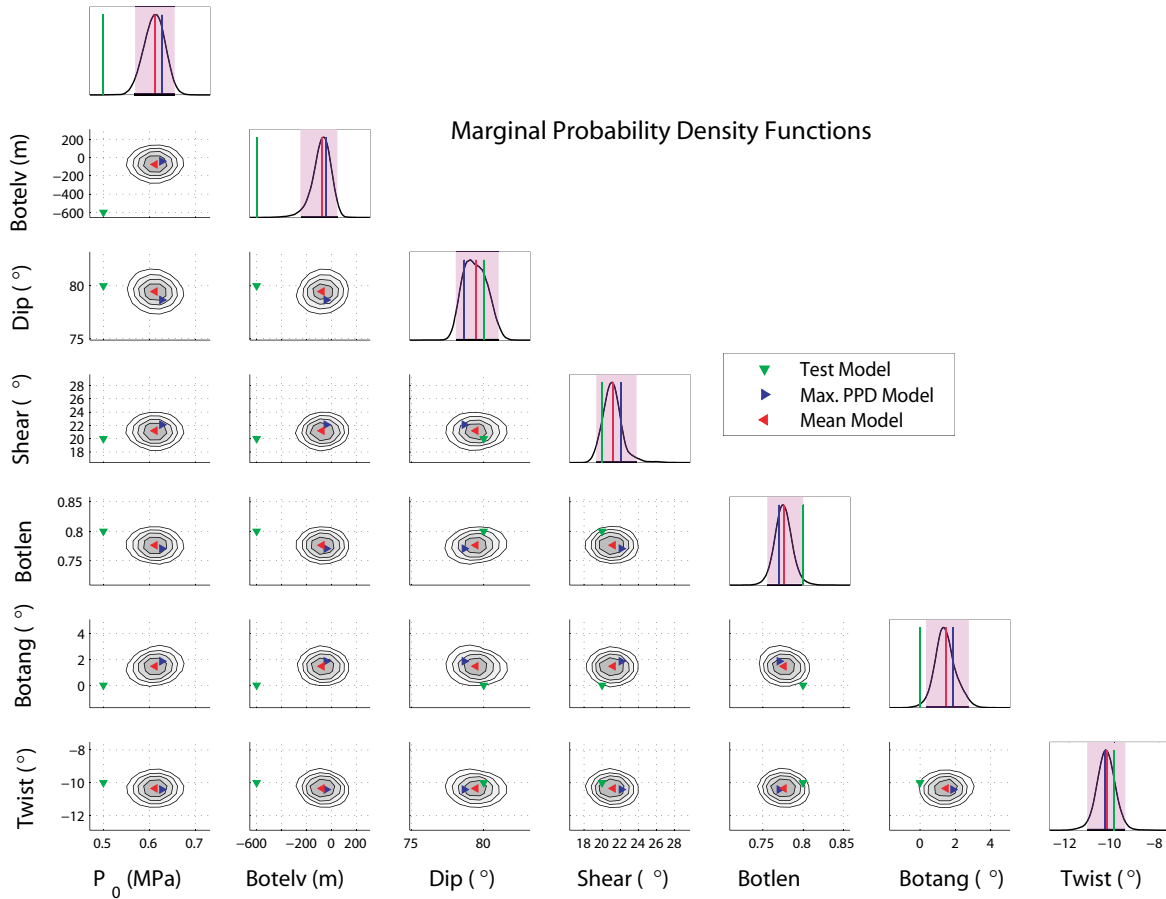 Marginal Probability Density Functions
Botelv (m)
200
0
−200
−400
−600
Dip ( °)
80
75
Shear ( °)
28
26
24
22
20
18
Test Model
Max. PPD Model
Mean Model
Botlen
0.85
0.8
0.75
Botang ( °)
4
2
0
Twist ( °)
−8
−10
−12
0.5 0.6 0.7
−600 −200 0 200
75 80
18 20 22 24 26 28
0.75 0.8 0.85
0 2 4
−12 −10 −8
P_0 (MPa)
Botelv (m)
Dip ( °)
Shear ( °)
Botlen
Botang ( °)
Twist ( °)